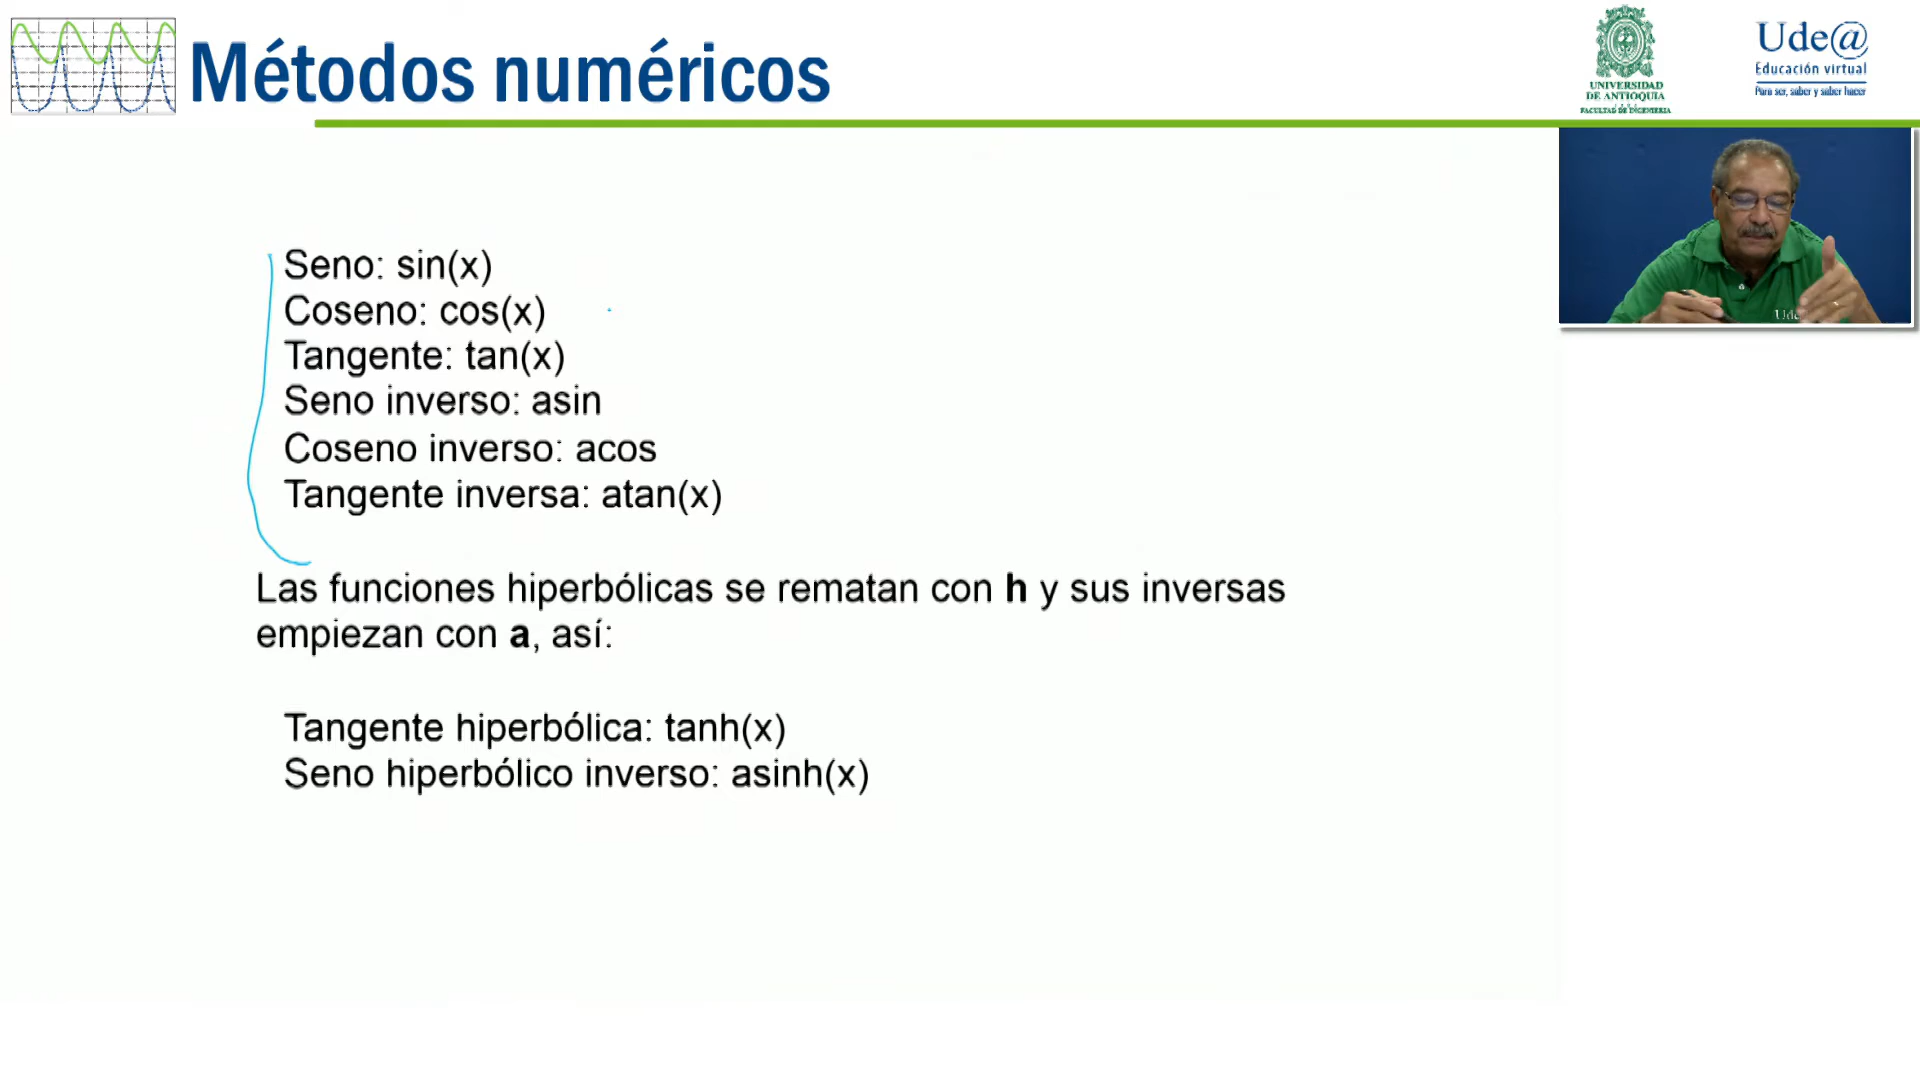 Métodos numéricos
UNIVERSIDAD
DE ANTIOQUIA
FACULTAD DE INGENIERIA
Ude@
Educación virtual
Para ser, saber y saber hacer
Seno: sin(x)
Coseno: cos(x)
Tangente: tan(x)
Seno inverso: asin
Coseno inverso: acos
Tangente inversa: atan(x)
Las funciones hiperbólicas se rematan con h y sus inversas
empiezan con a, así:
Tangente hiperbólica: tanh(x)
Seno hiperbólico inverso: asinh(x)